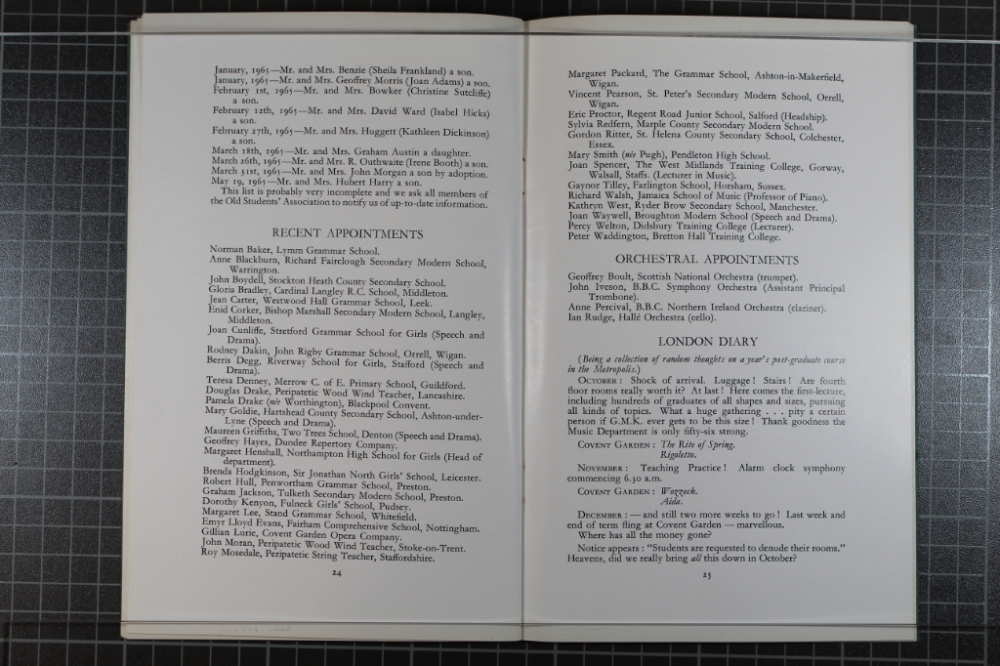 January, 1965—Mr. and Mrs. Benzie (Sheila Frankland) a son.
January, 1965—Mr. and Mrs. Geoffrey Morris (Joan Adams) a son.
February 1st, 1965—Mr. and Mrs. Bowker (Christine Sutcliffe)
a son.
February 12th, 1965—Mr. and Mrs. David Ward (Isabel Hicks)
a son.
February 27th, 1965—Mr. and Mrs. Huggett (Kathleen Dickinson)
a son.
March 18th, 1965—Mr. and Mrs. Graham Austin a daughter.
March 26th, 1965—Mr. and Mrs. R. Outhwaite (Irene Booth) a son.
March 31st, 1965—Mr. and Mrs. John Morgan a son by adoption.
May 19, 1965—Mr. and Mrs. Hubert Harry a son.
This list is probably very incomplete and we ask all members of
the Old Students' Association to notify us of up-to-date information.
RECENT APPOINTMENTS
Norman Baker, Lymm Grammar School.
Anne Blackburn, Richard Fairclough Secondary Modern School,
Warrington.
John Boydell, Stockton Heath County Secondary School.
Gloria Bradley, Cardinal Langley R.C. School, Middleton.
Jean Carter, Westwood Hall Grammar School, Leek.
Enid Corker, Bishop Marshall Secondary Modern School, Langley,
Middleton.
Joan Cunliffe, Stretford Grammar School for Girls (Speech and
Drama).
Rodney Dakin, John Rigby Grammar School, Orrell, Wigan.
Berris Degg, Riverway School for Girls, Stafford (Speech and
Drama).
Teresa Denney, Merrow C. of E. Primary School, Guildford.
Douglas Drake, Peripatetic Wood Wind Teacher, Lancashire.
Pamela Drake (née Worthington), Blackpool Convent.
Mary Goldie, Hartshead County Secondary School, Ashton-under-
Lyne (Speech and Drama).
Maureen Griffiths, Two Trees School, Denton (Speech and Drama).
Geoffrey Hayes, Dundee Repertory Company.
Margaret Henshall, Northampton High School for Girls (Head of
department).
Brenda Hodgkinson, Sir Jonathan North Girls' School, Leicester.
Robert Hull, Penwortham Grammar School, Preston.
Graham Jackson, Tulketh Secondary Modern School, Preston.
Dorothy Kenyon, Fulneck Girls' School, Pudsey.
Margaret Lee, Stand Grammar School, Whitefield.
Emyr Lloyd Evans, Fairham Comprehensive School, Nottingham.
Gillian Lurie, Covent Garden Opera Company.
John Moran, Peripatetic Wood Wind Teacher, Stoke-on-Trent.
Roy Mosedale, Peripatetic String Teacher, Staffordshire.
24
Margaret Packard, The Grammar School, Ashton-in-Makerfield,
Wigan.
Vincent Pearson, St. Peter's Secondary Modern School, Orrell,
Wigan.
Eric Proctor, Regent Road Junior School, Salford (Headship).
Sylvia Redfern, Marple County Secondary Modern School.
Gordon Ritter, St. Helena County Secondary School, Colchester,
Essex.
Mary Smith (née Pugh), Pendleton High School.
Joan Spencer, The West Midlands Training College, Gorway,
Walsall, Staffs. (Lecturer in Music).
Gaynor Tilley, Farlington School, Horsham, Sussex.
Richard Walsh, Jamaica School of Music (Professor of Piano).
Kathryn West, Ryder Brow Secondary School, Manchester.
Joan Waywell, Broughton Modern School (Speech and Drama).
Percy Welton, Didsbury Training College (Lecturer).
Peter Waddington, Bretton Hall Training College.
ORCHESTRAL APPOINTMENTS
Geoffrey Boult, Scottish National Orchestra (trumpet).
John Iveson, B.B.C. Symphony Orchestra (Assistant Principal
Trombone).
Anne Percival, B.B.C. Northern Ireland Orchestra (clarinet).
Ian Rudge, Hallé Orchestra (cello).
LONDON DIARY
(Being a collection of random thoughts on a year's post-graduate course
in the Metropolis.)
OCTOBER: Shock of arrival. Luggage! Stairs! Are fourth
floor rooms really worth it? At last! Here comes the first-lecture,
including hundreds of graduates of all shapes and sizes, pursuing
all kinds of topics. What a huge gathering . . . pity a certain
person if G.M.K. ever gets to be this size! Thank goodness the
Music Department is only fifty-six strong.
COVENT GARDEN: The Rite of Spring.
Rigoletto.
NOVEMBER: Teaching Practice! Alarm clock symphony
commencing 6.30 a.m.
COVENT GARDEN: Wozzeck.
Aida.
DECEMBER: — and still two more weeks to go! Last week and
end of term fling at Covent Garden — marvellous.
Where has all the money gone?
Notice appears: "Students are requested to denude their rooms."
Heavens, did we really bring all this down in October?
25